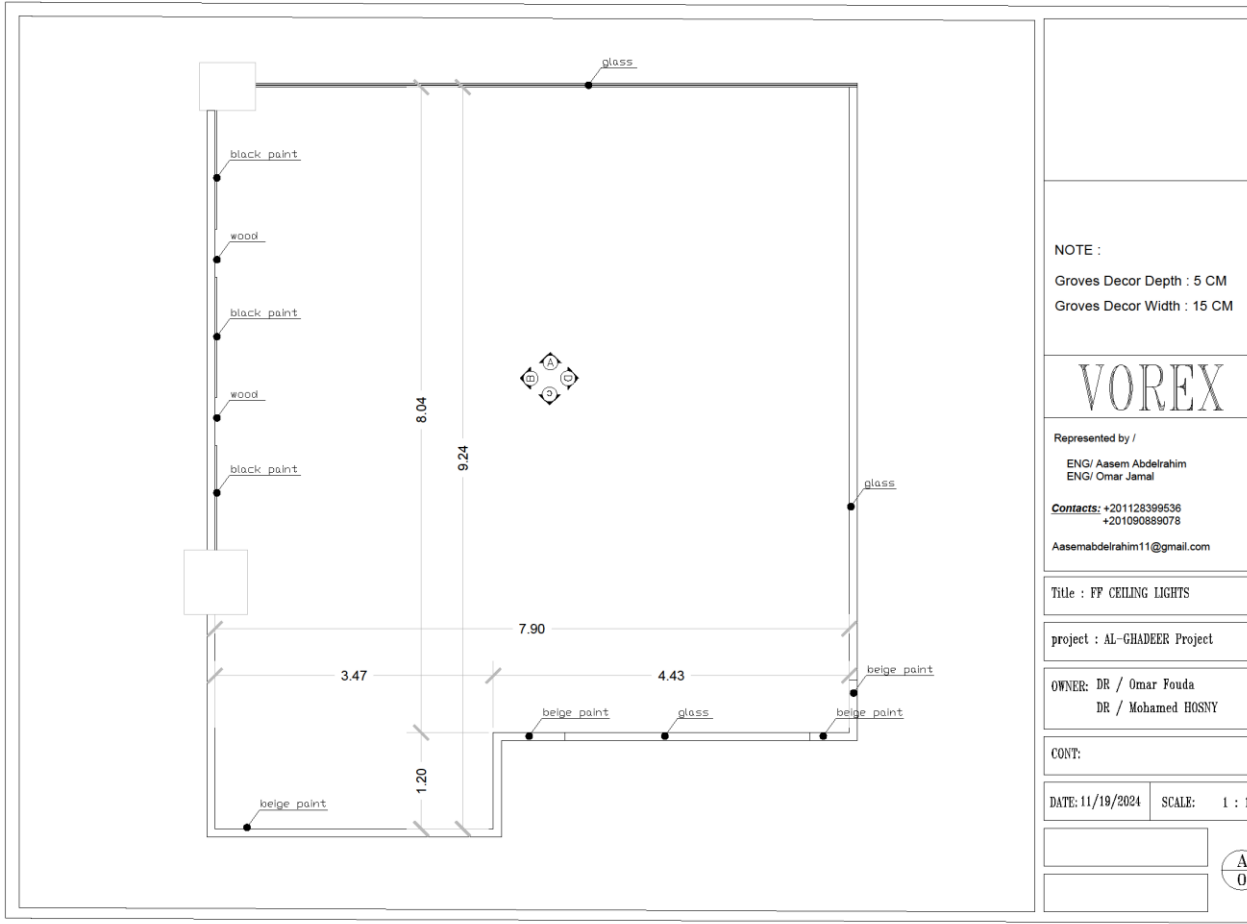 glass
black paint
wood
black paint
wood
black paint
8.04
9.24
A
B
D
C
glass
7.90
3.47
4.43
beige paint
beige paint
glass
beige paint
1.20
beige paint
NOTE :
Groves Decor Depth : 5 CM
Groves Decor Width : 15 CM
VOREX
Represented by /
ENG/ Aasem Abdelrahim
ENG/ Omar Jamal
Contacts: +201128399536
+201090889078
Aasemabdelrahim11@gmail.com
Title : FF CEILING LIGHTS
project : AL-GHADEER Project
OWNER: DR / Omar Fouda
DR / Mohamed HOSNY
CONT:
DATE: 11/19/2024 SCALE: 1 :
A